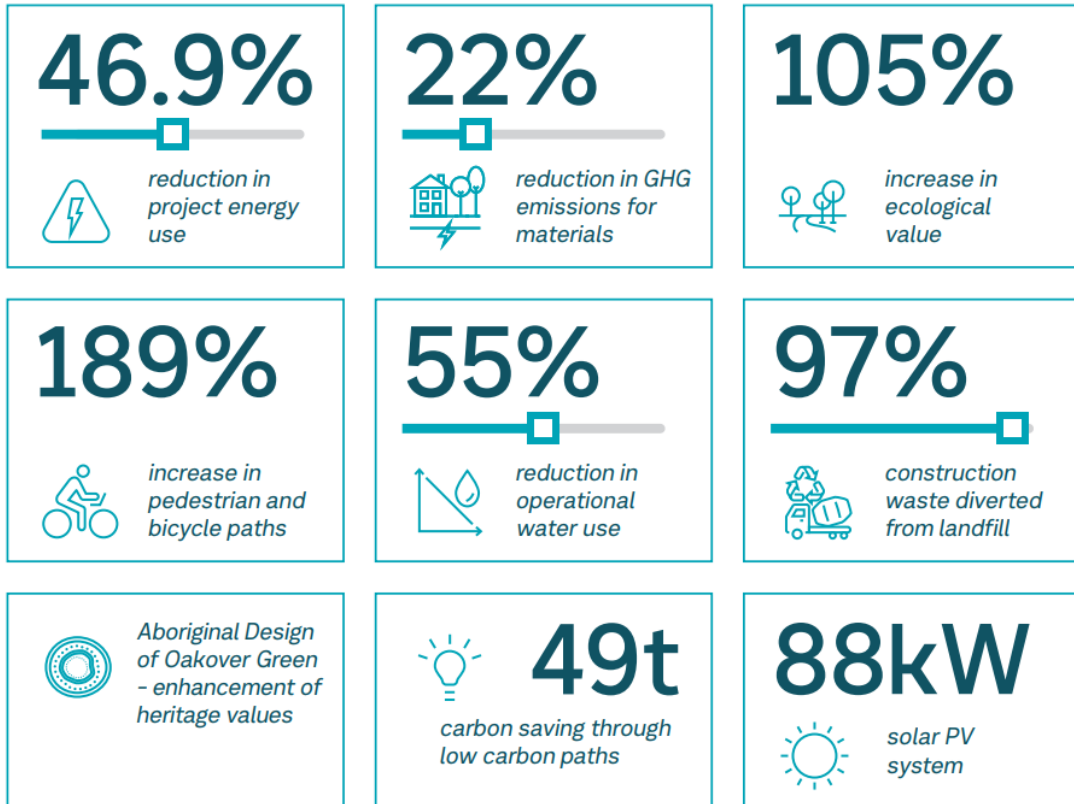 46.9%
reduction in
project energy
use
22%
reduction in GHG
emissions for
materials
105%
increase in
ecological
value
189%
increase in
pedestrian and
bicycle paths
55%
reduction in
operational
water use
97%
construction
waste diverted
from landfill
Aboriginal Design
of Oakover Green
– enhancement of
heritage values
49t
carbon saving through
low carbon paths
88kW
solar PV
system